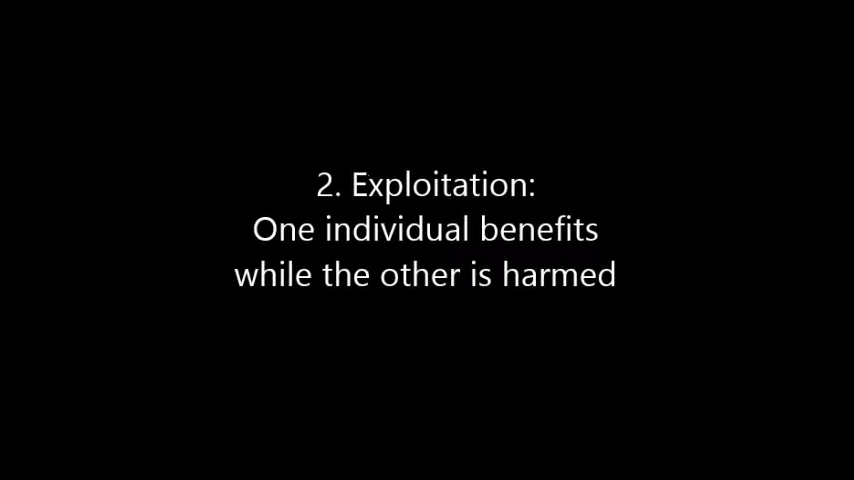 2. Exploitation:
One individual benefits
while the other is harmed